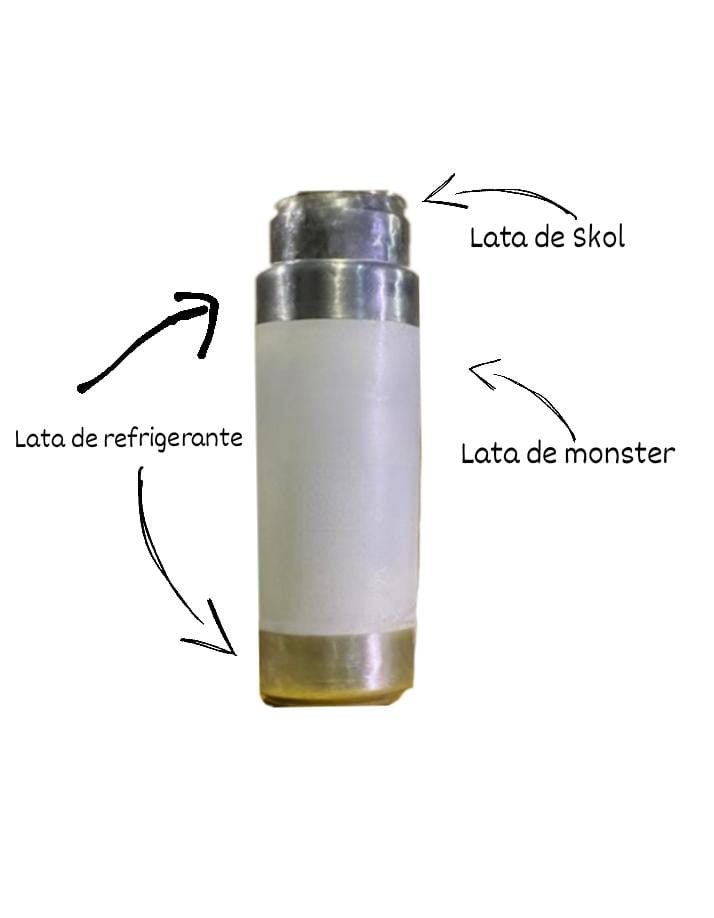 Lata de Skol
Lata de refrigerante
Lata de monster